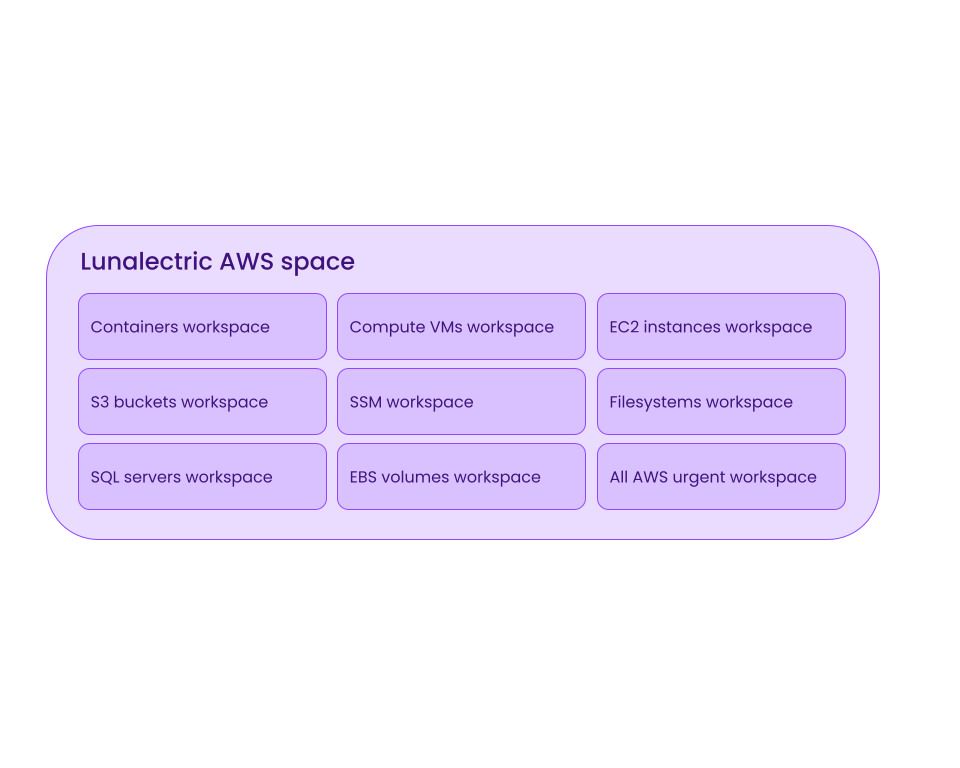 Lunalectric AWS space
Containers workspace
Compute VMs workspace
EC2 instances workspace
S3 buckets workspace
SSM workspace
Filesystems workspace
SQL servers workspace
EBS volumes workspace
All AWS urgent workspace